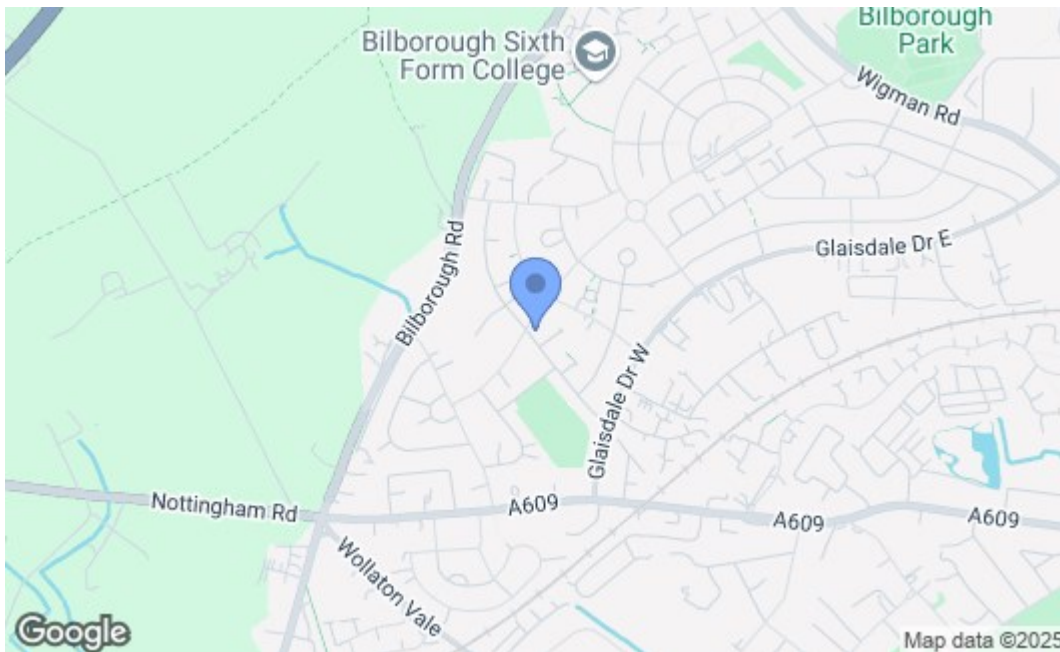 Bilborough
Park
Bilborough Sixth
Form College
Wigman Rd
Bilborough Rd
Glaisdale Dr E
Glaisdale Dr W
Nottingham Rd
A609
A609
A609
Wollaton Vale
Google
Map data ©2025